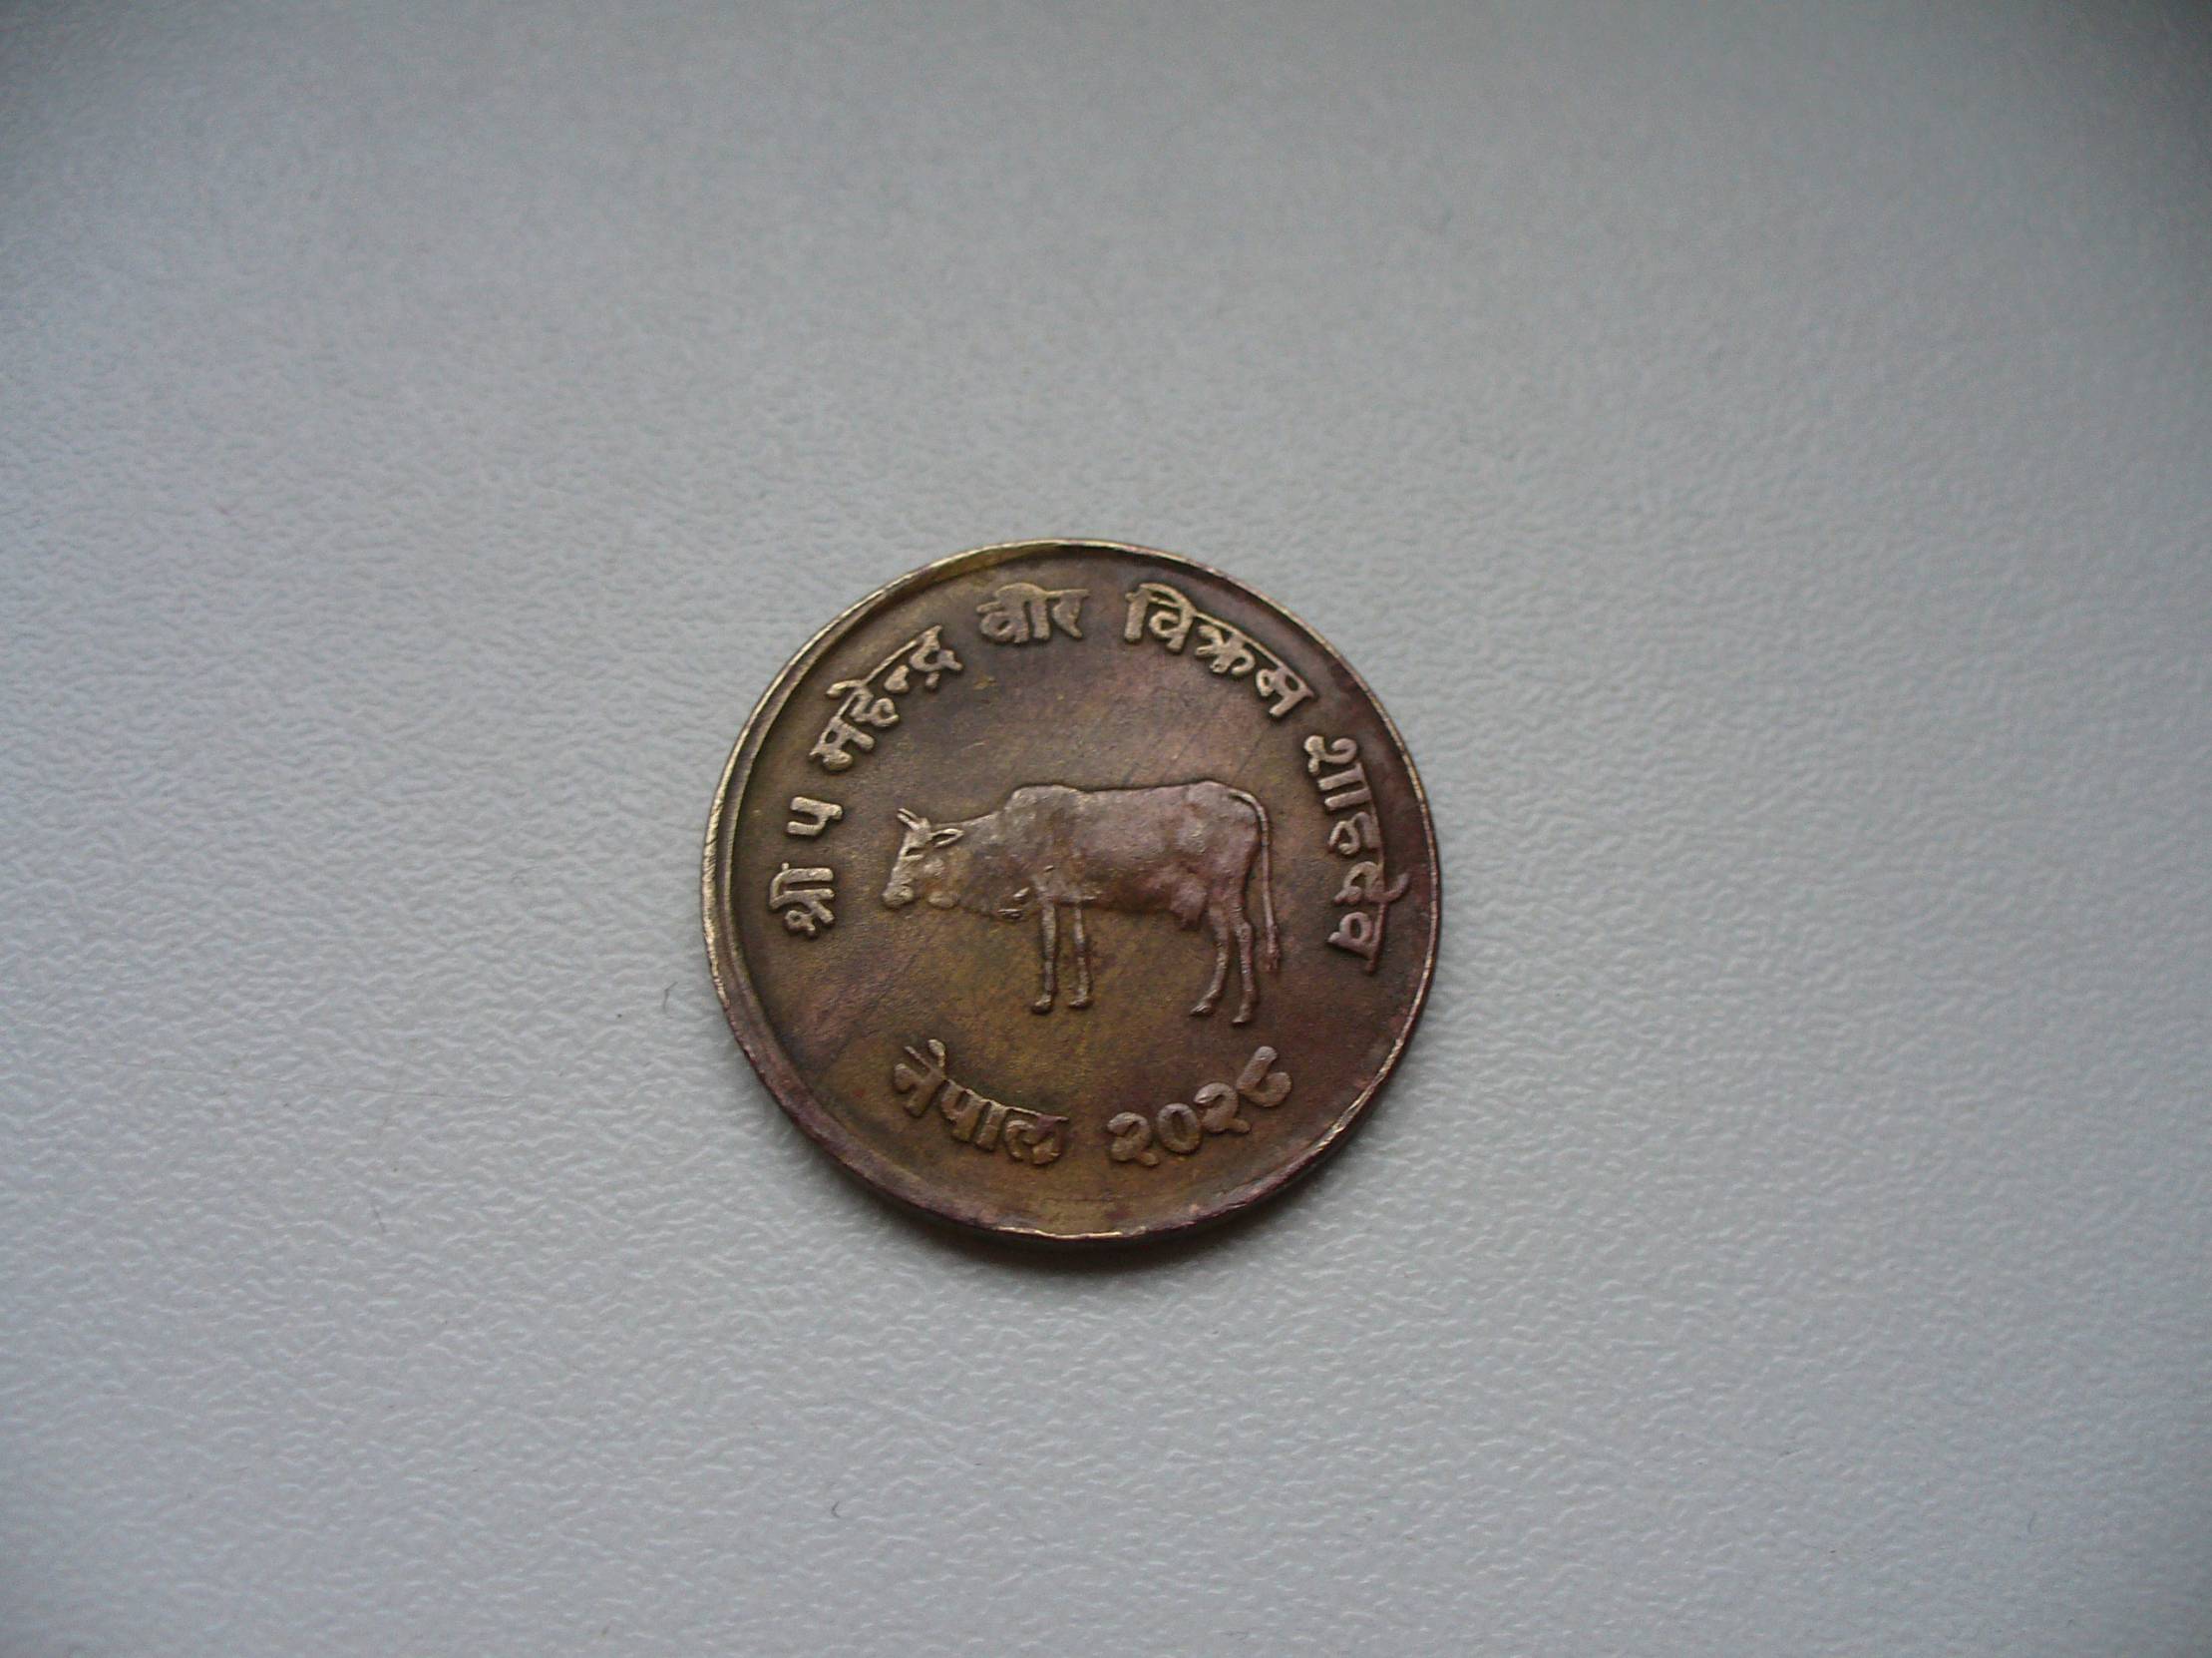 श्री ५ महेन्द्र वीर विक्रम शाहदेव
नेपाल २०२८